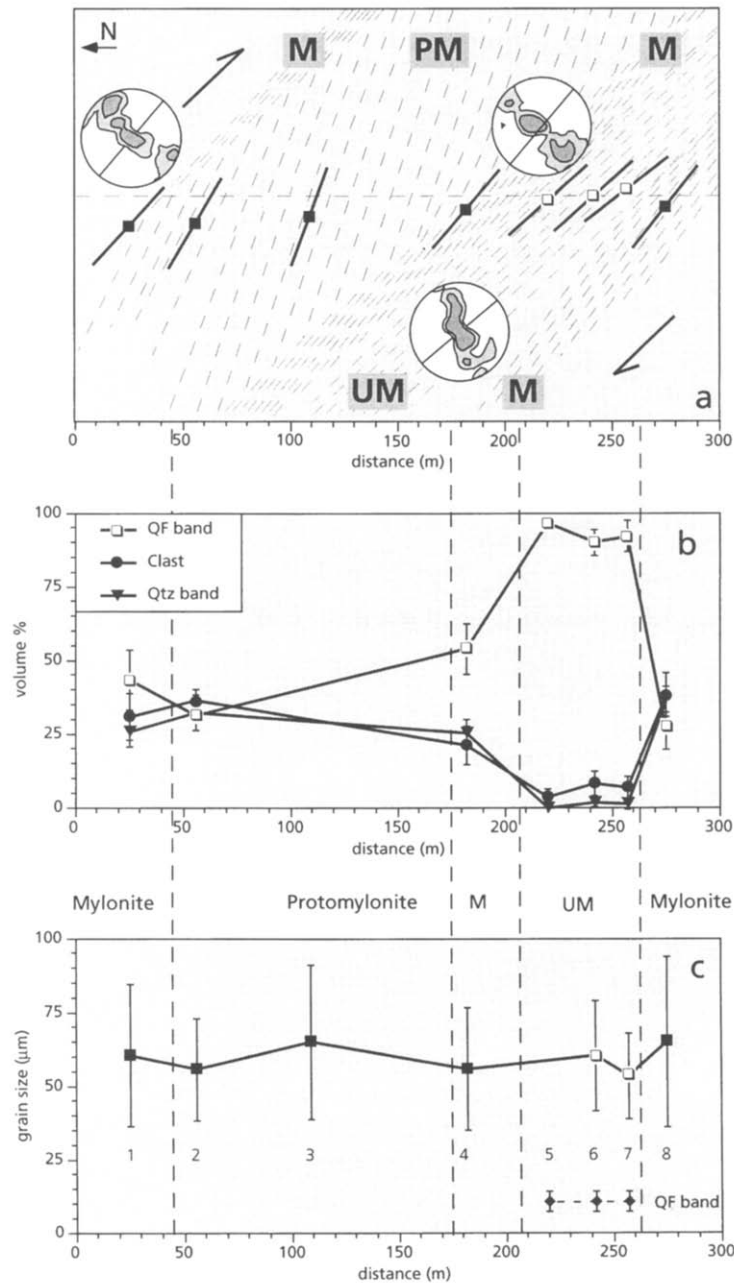 N
M PM M
UM M
a
0 50 100 150 200 250 300
distance (m)
b
QF band
Clast
Qtz band
100
75
50
25
0
volume %
0 50 100 150 200 250 300
distance (m)
Mylonite Protomylonite M UM Mylonite
c
100
75
50
25
0
grain size (µm)
1 2 3 4 5 6 7 8
QF band
0 50 100 150 200 250 300
distance (m)